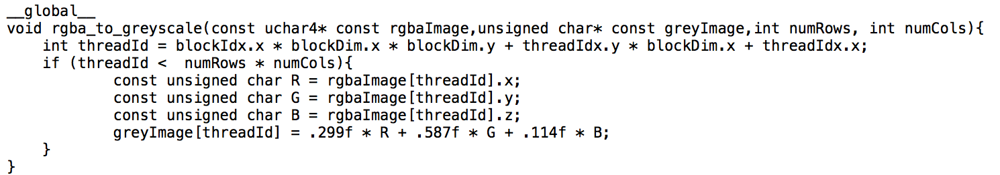 __global__
void rgba_to_greyscale(const uchar4* const rgbaImage,unsigned char* const greyImage,int numRows, int numCols){
    int threadId = blockIdx.x * blockDim.x * blockDim.y + threadIdx.y * blockDim.x + threadIdx.x;
    if (threadId <  numRows * numCols){
            const unsigned char R = rgbaImage[threadId].x;
            const unsigned char G = rgbaImage[threadId].y;
            const unsigned char B = rgbaImage[threadId].z;
            greyImage[threadId] = .299f * R + .587f * G + .114f * B;
    }
}